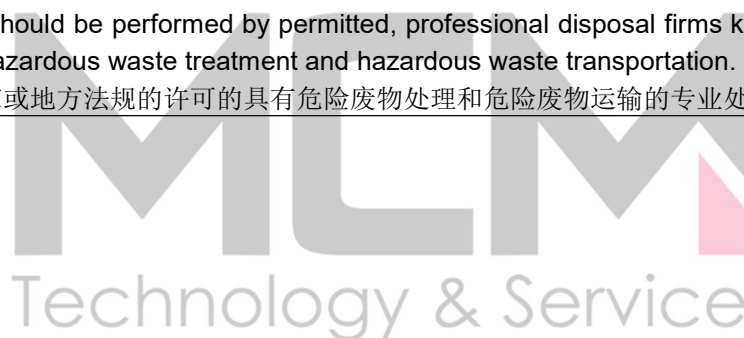 hould be performed by permitted, professional disposal firms k
azardous waste treatment and hazardous waste transportation.
或地方法规的许可的具有危险废物处理和危险废物运输的专业处
MCM
Technology & Service